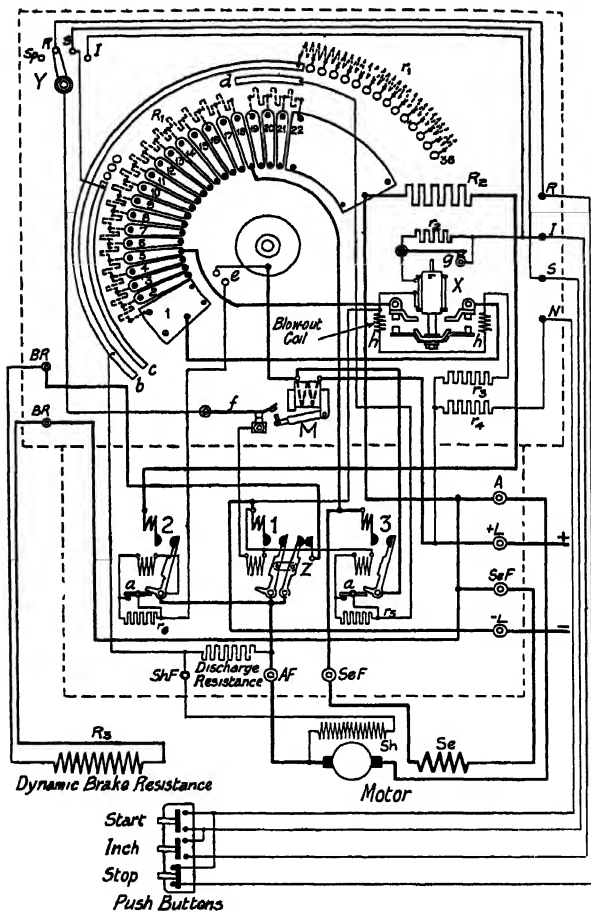 Sp
R
S
I
Y
d
r1
36
R1
1
2
3
4
5
6
7
8
9
10
11
12
13
14
15
16
17
18
19
20
21
22
R2
R
r2
I
g
S
X
N
e
Blowout Coil
h
h
c
b
BR
BR
f
M
r3
r4
A
+L
+
SeF
-L
-
2
1
3
Z
a
a
r6
r5
Discharge
Resistance
ShF
AF
SeF
R3
Sh
Se
Dynamic Brake Resistance
Motor
Start
Inch
Stop
Push Buttons